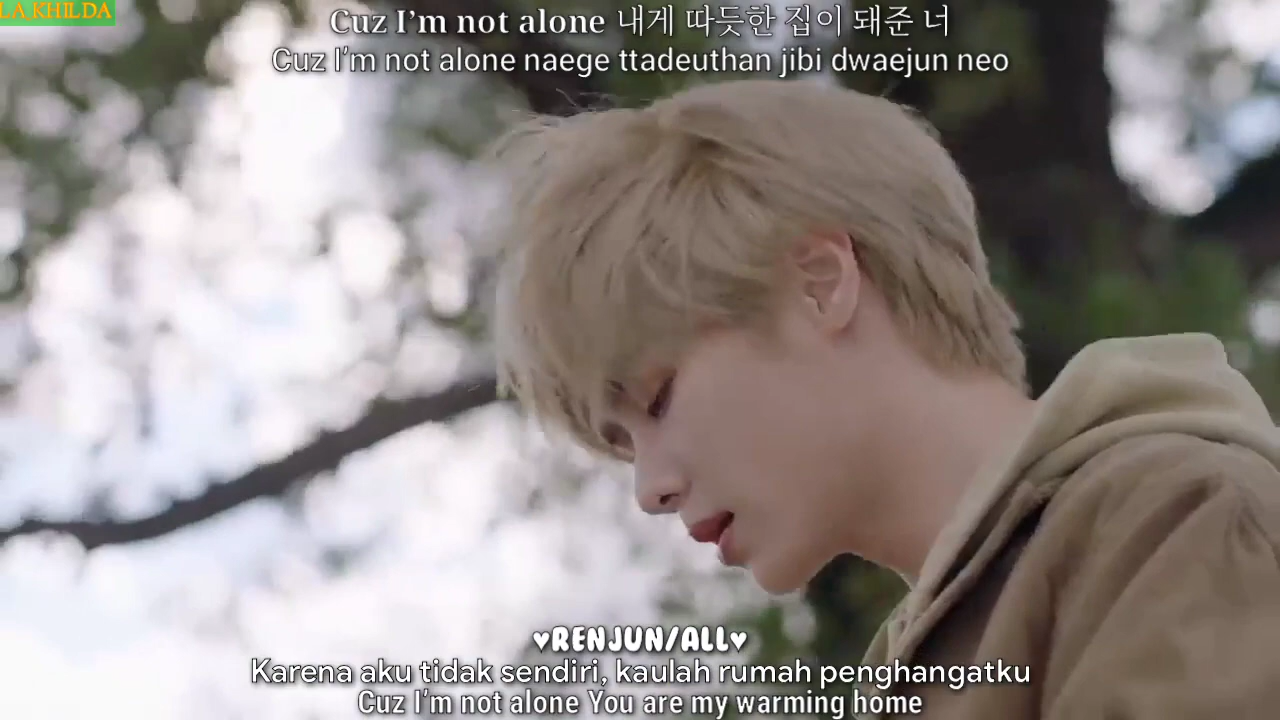 LA_KHILDA
Cuz I’m not alone 내게 따듯한 집이 돼준 너
Cuz I'm not alone naege ttadeuthan jibi dwaejun neo
♥RENJUN/ALL♥
Karena aku tidak sendiri, kaulah rumah penghangatku
Cuz I'm not alone You are my warming home